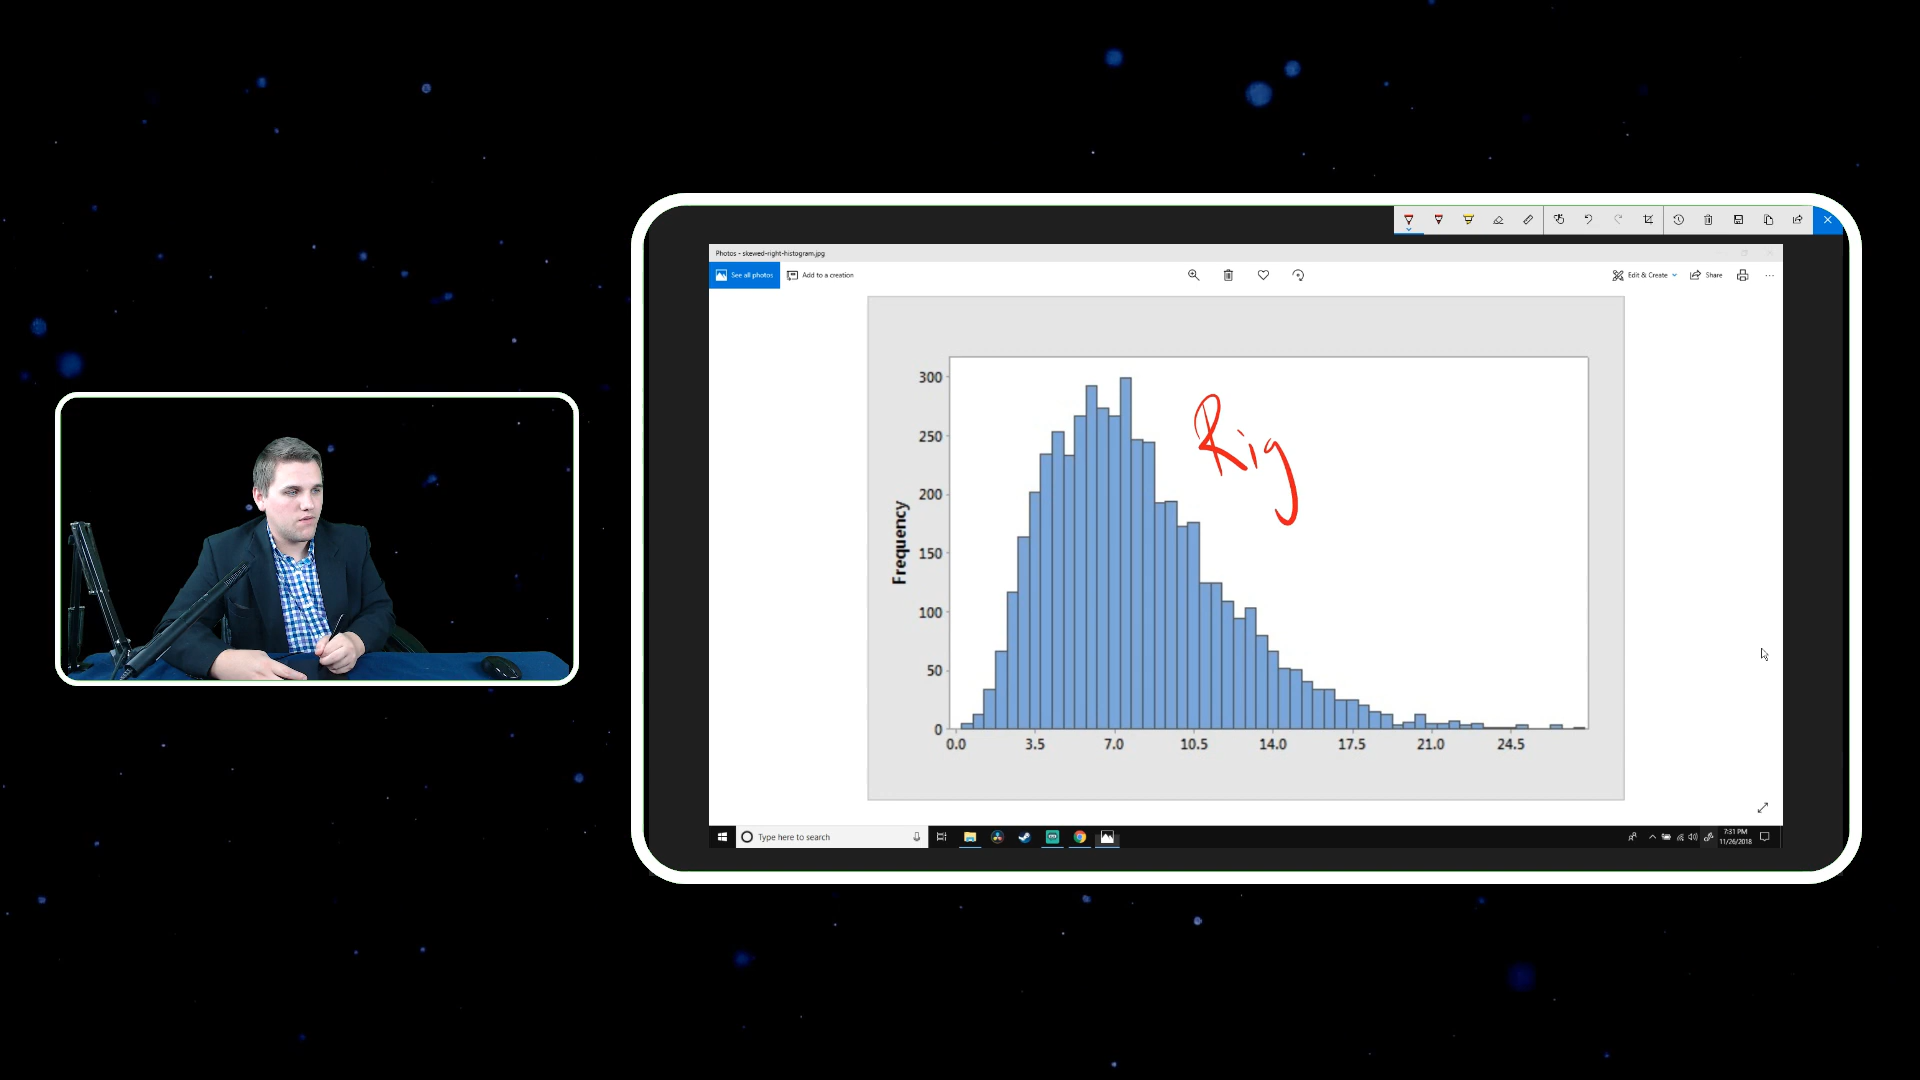 Photos - skewed-right-histogram.jpg
See all photos
Add to a creation
Edit & Create
Share
Rig
Frequency
300
250
200
150
100
50
0
0.0 3.5 7.0 10.5 14.0 17.5 21.0 24.5
Type here to search
7:31 PM
11/26/2018